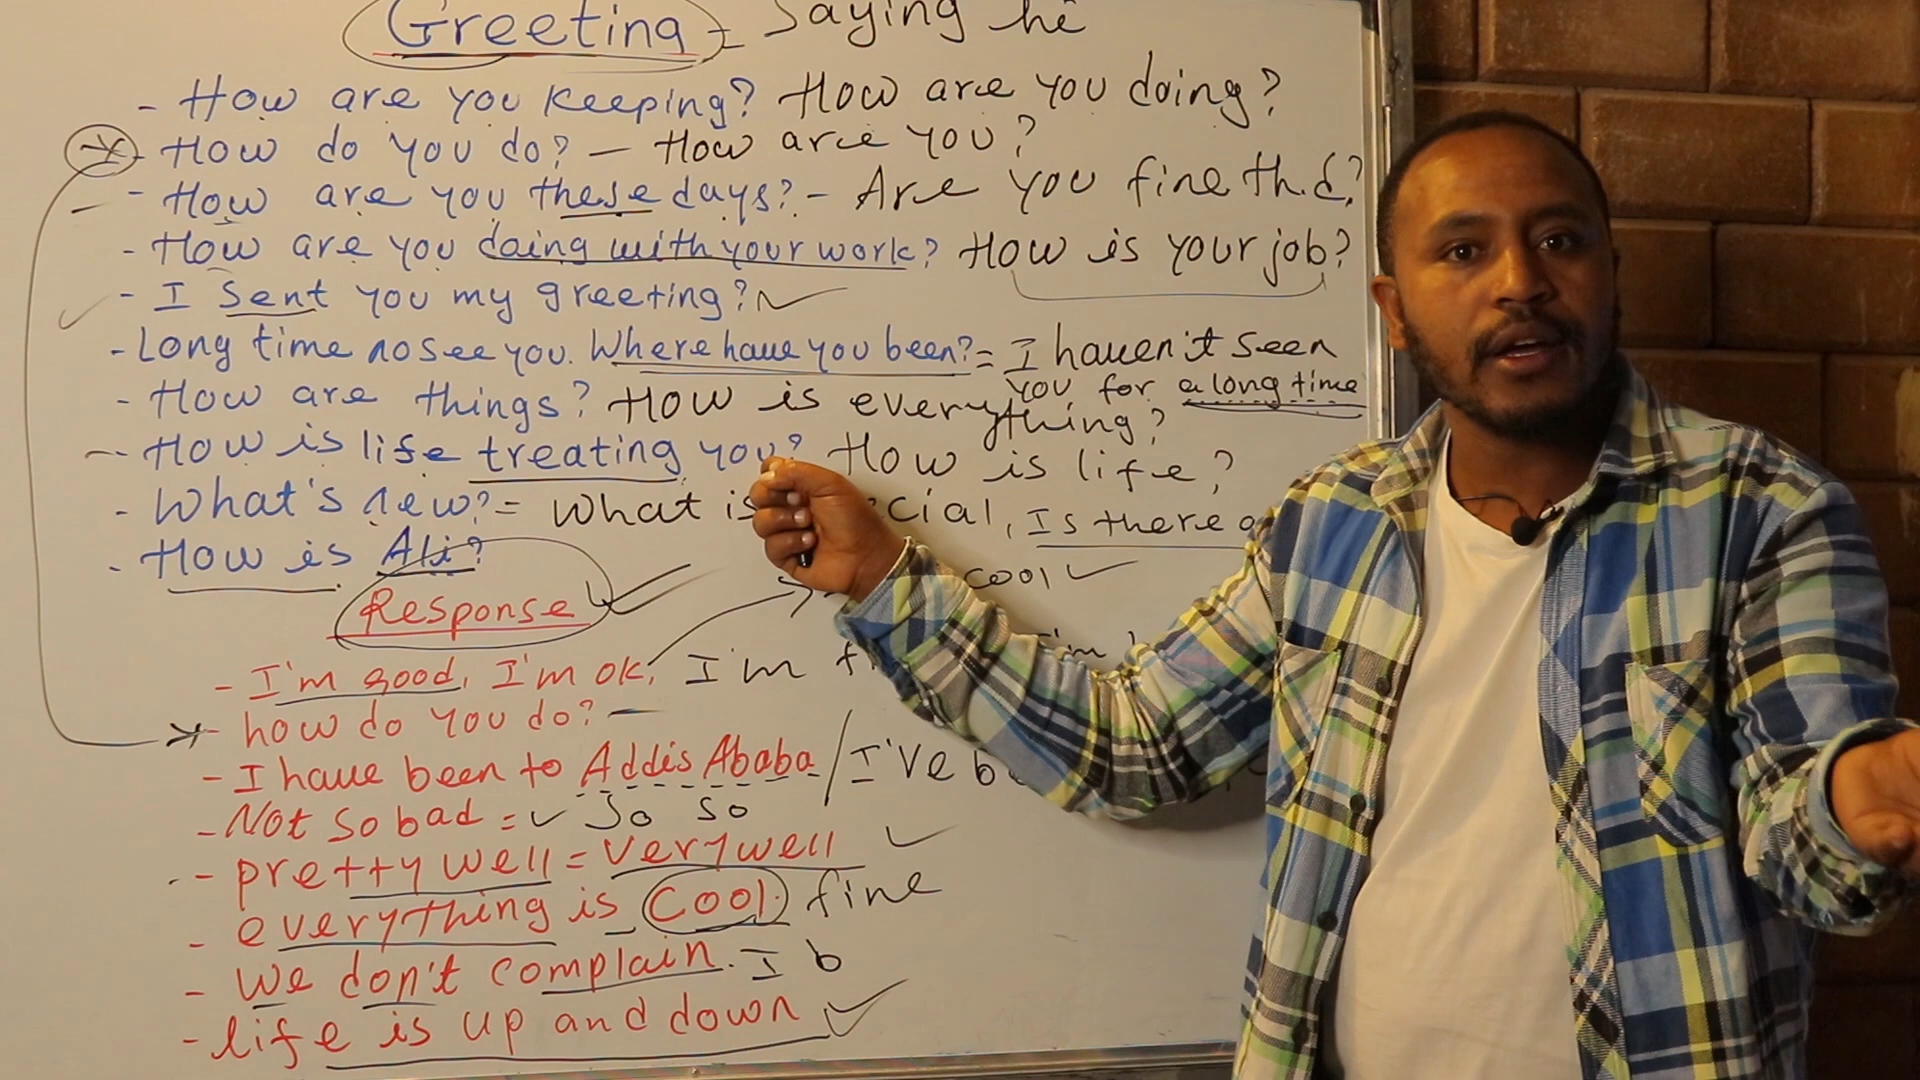 Greeting = Saying hi
- How are you keeping? How are you doing?
- How do you do? - How are you?
- How are you these days? - Are you fine th.d?
- How are you doing with your work? How is your job?
- I sent you my greeting?
- Long time no see you. Where have you been? = I haven't seen
you for a long time
- How are things? How is everything?
- How is life treating you? How is life?
- What's new? = What is cial, Is there
- How is Ali?
cool
Response
- I'm good, I'm ok, I'm f
- how do you do? -
- I have been to Addis Ababa / I've b
- Not so bad = So so
- pretty well = very well
- everything is cool. fine
- We don't complain. I b
- life is up and down